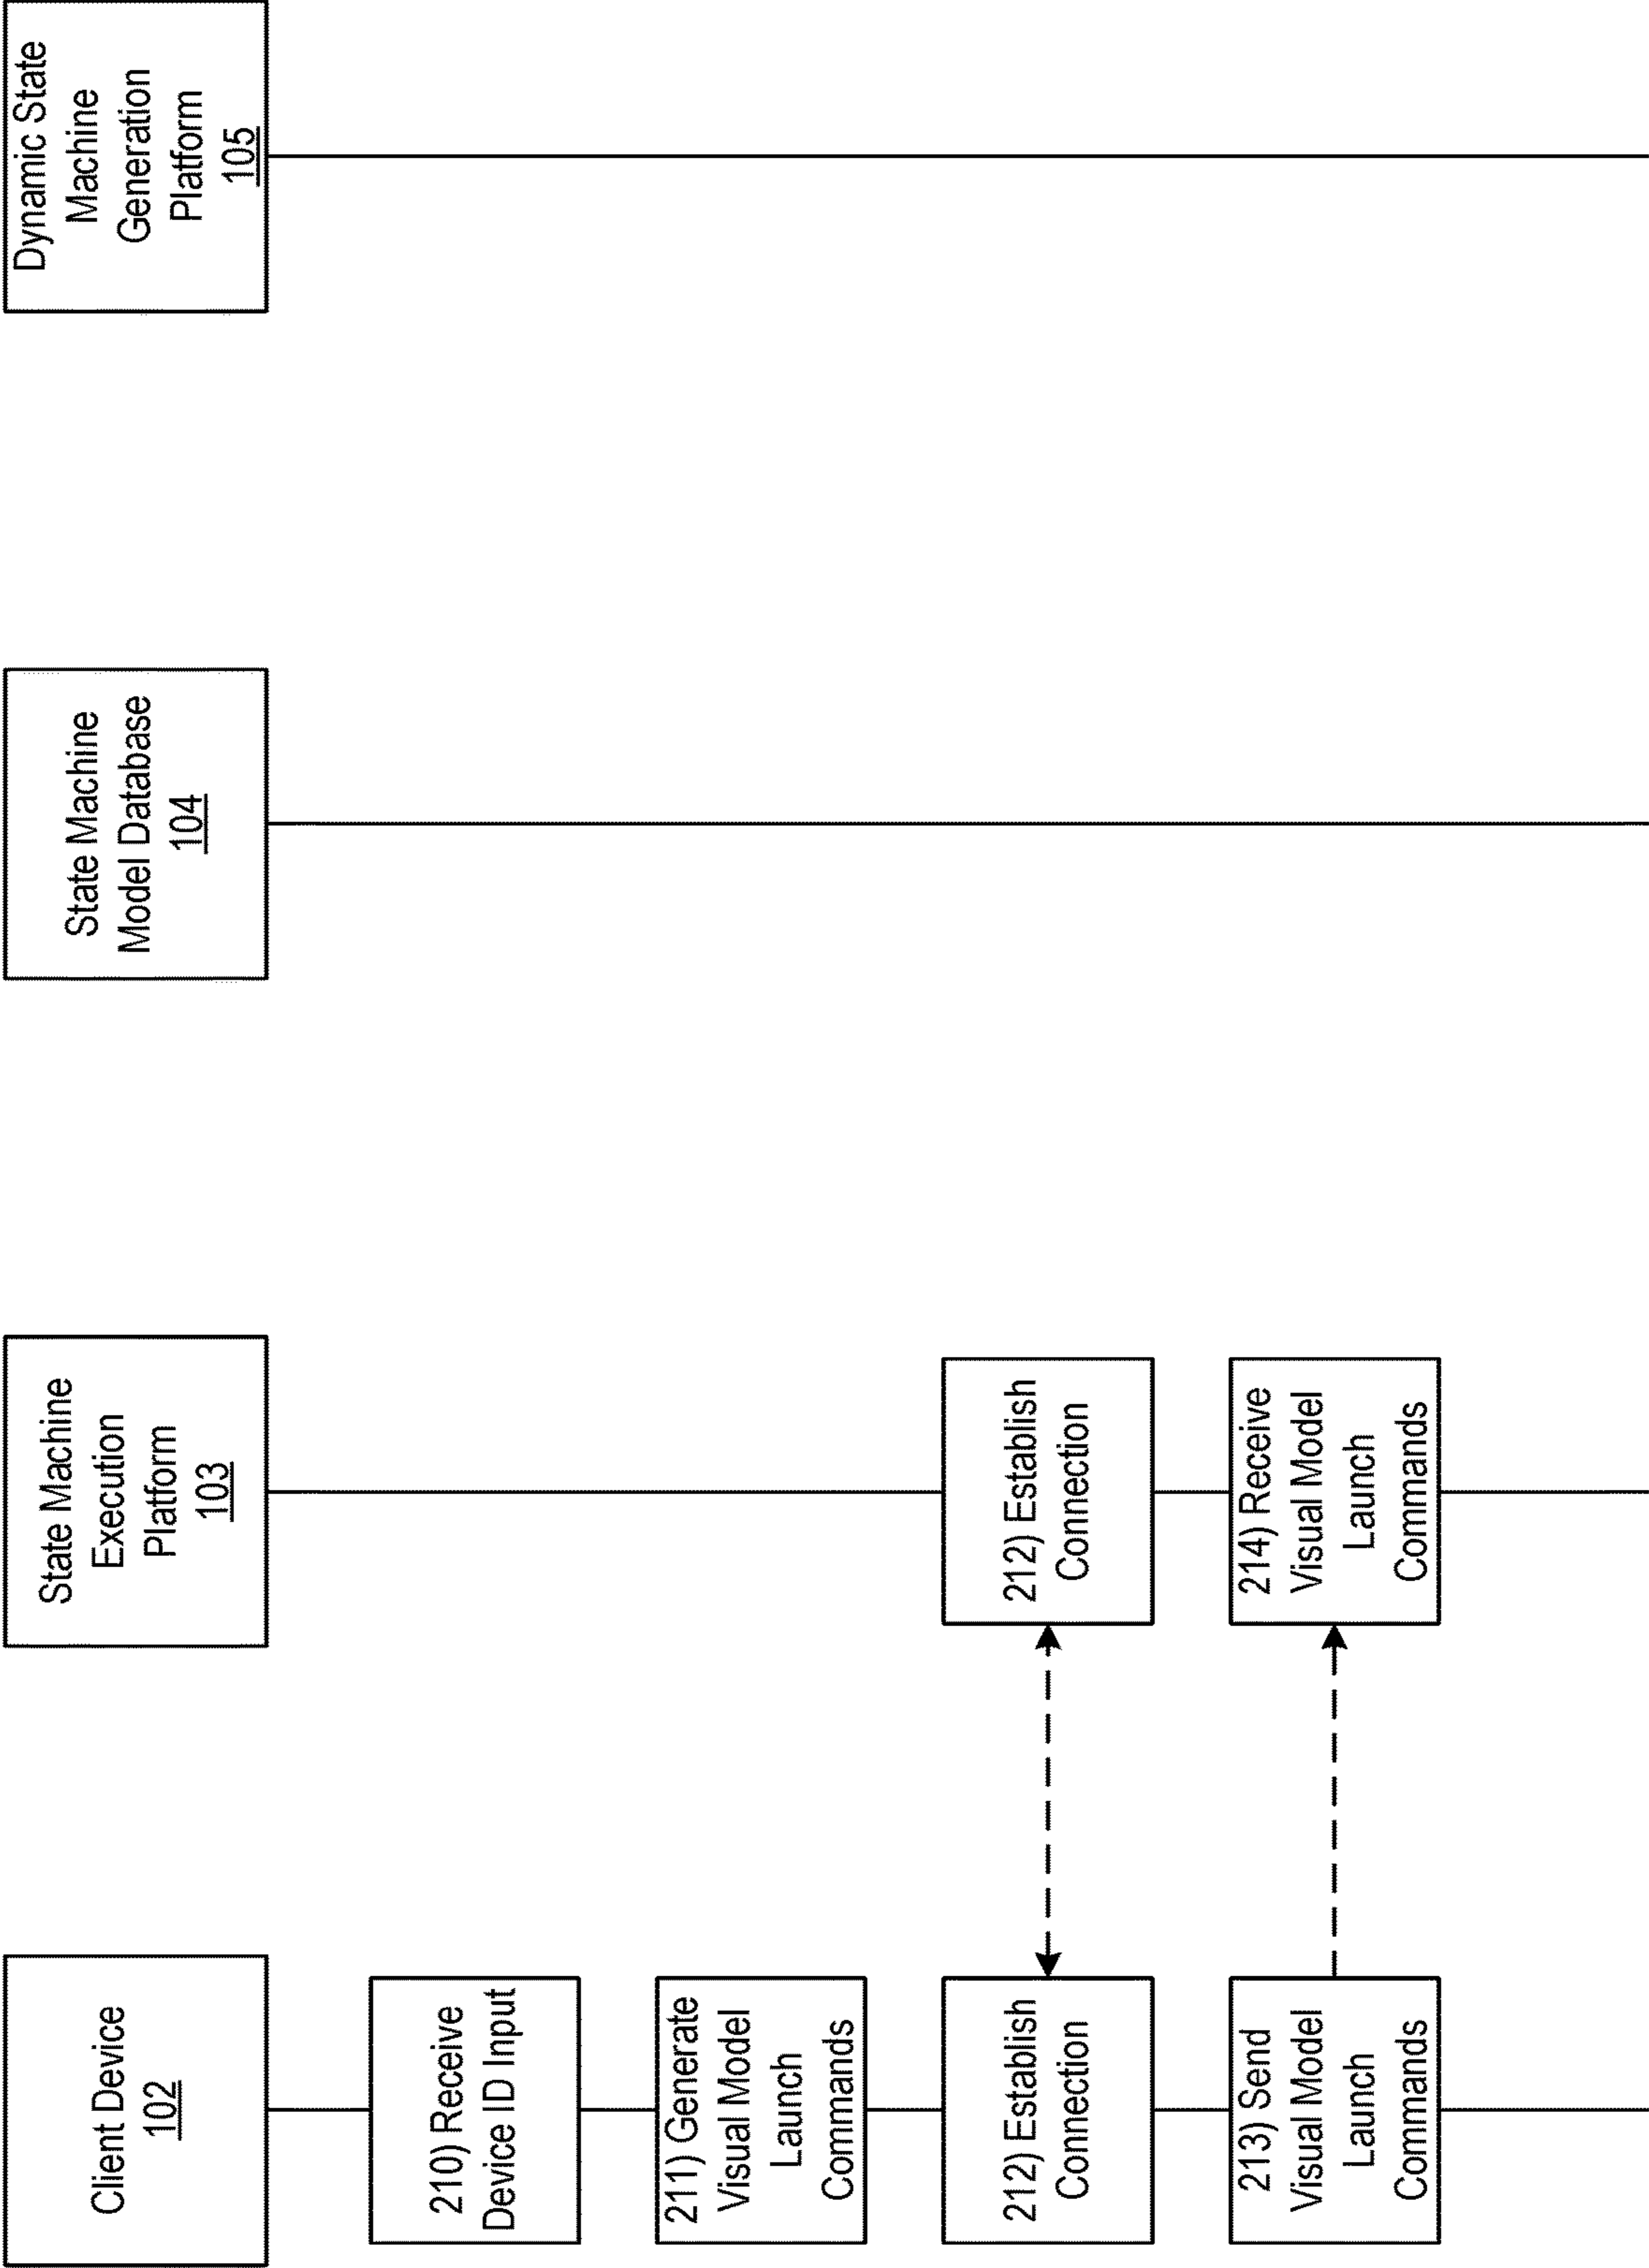 Client Device
102
State Machine
Execution
Platform
103
State Machine
Model Database
104
Dynamic State
Machine
Generation
Platform
105
210) Receive
Device ID Input
211) Generate
Visual Model
Launch
Commands
212) Establish
Connection
212) Establish
Connection
213) Send
Visual Model
Launch
Commands
214) Receive
Visual Model
Launch
Commands